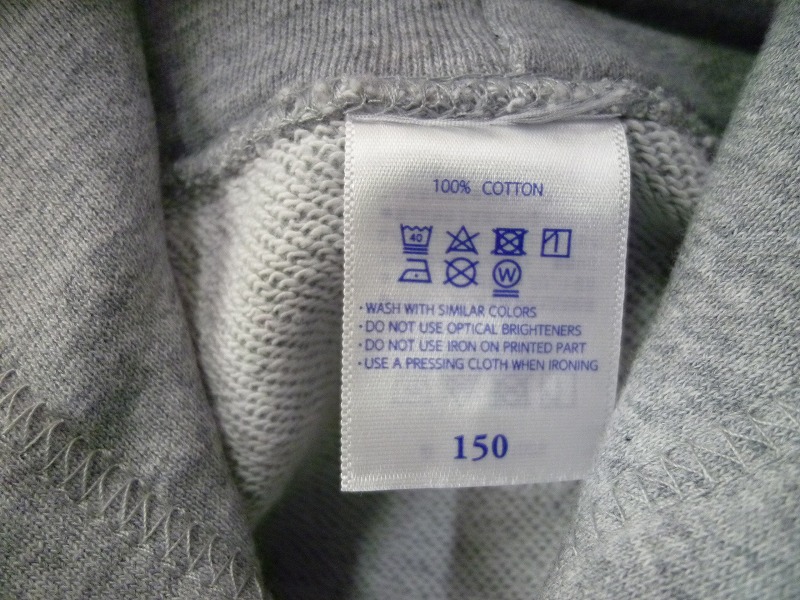 100% COTTON
40
W
・WASH WITH SIMILAR COLORS
・DO NOT USE OPTICAL BRIGHTENERS
・DO NOT USE IRON ON PRINTED PART
・USE A PRESSING CLOTH WHEN IRONING
150